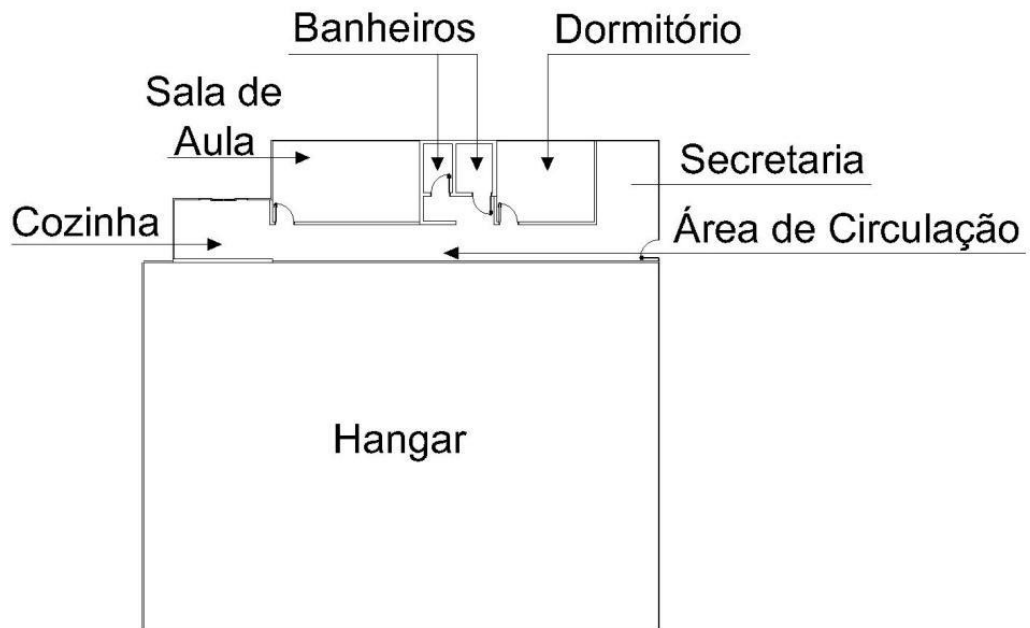 Banheiros
Dormitório
Sala de
Aula
Secretaria
Cozinha
Área de Circulação
Hangar